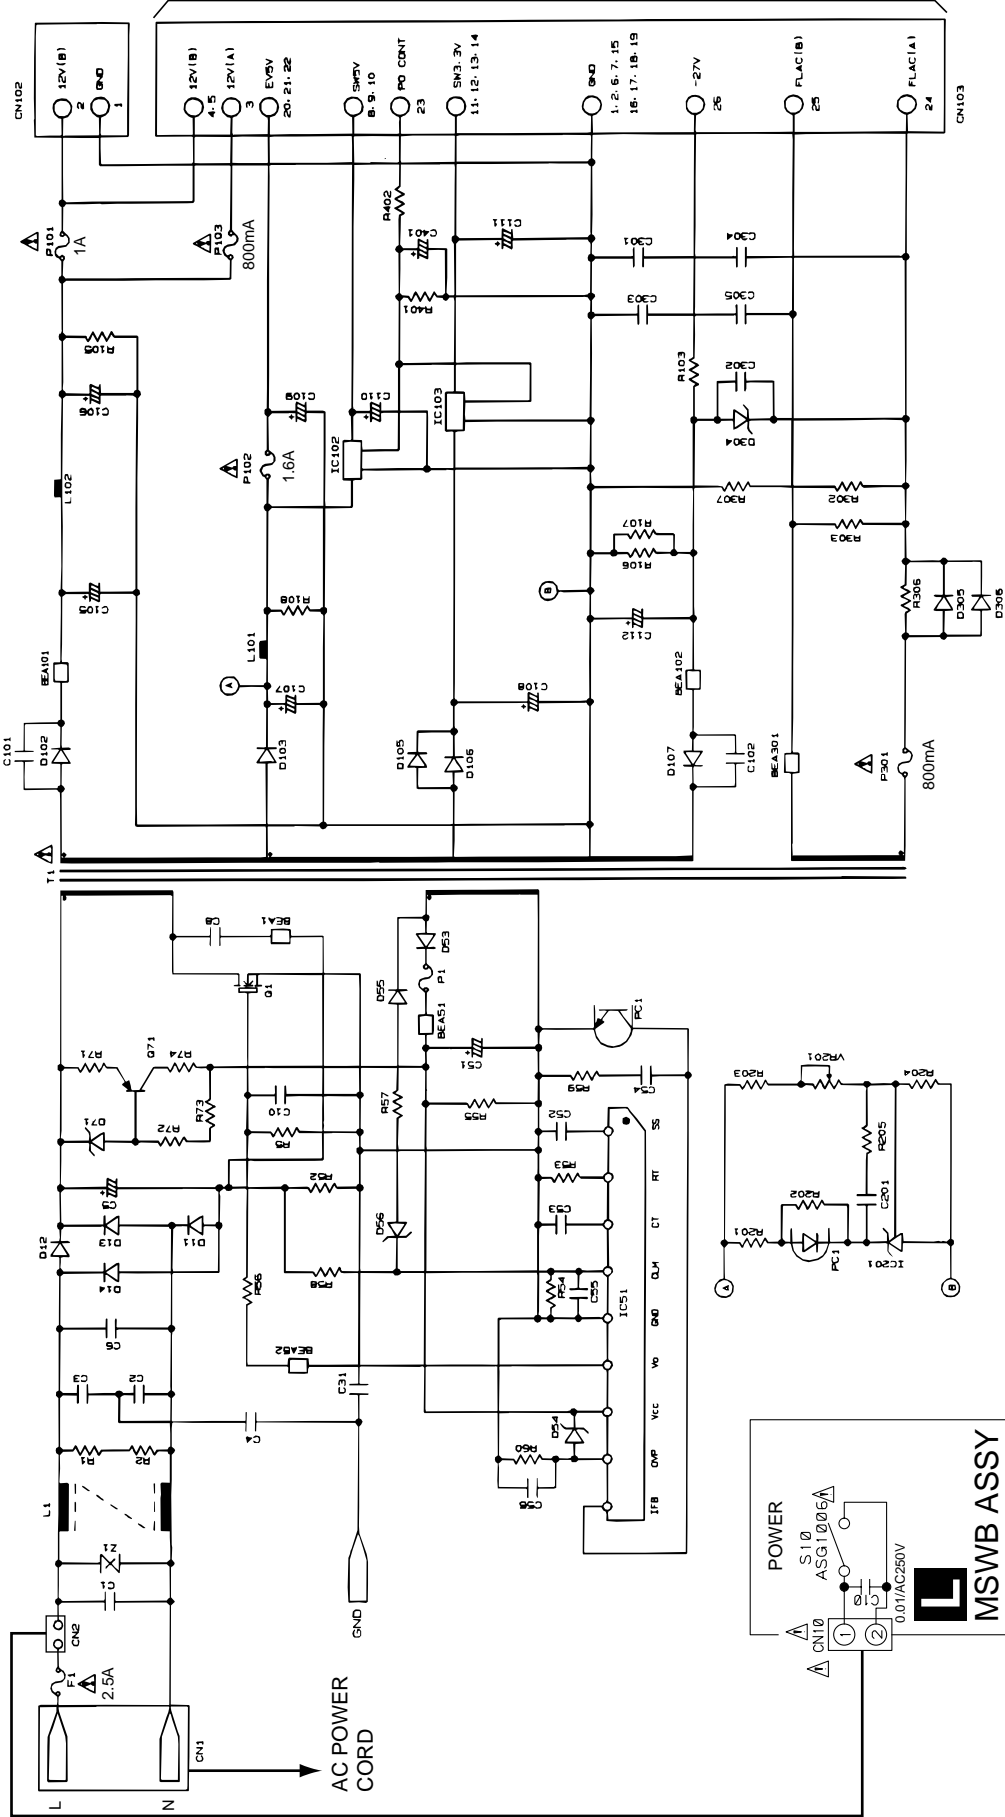 CN102
12V(B)
2
GND
1
12V(B)
4. 5
12V(A)
3
EV5V
20. 21. 22
SW5V
8. 9. 10
PO CONT
23
SW3. 3V
11. 12. 13. 14
GND
1. 2. 6. 7. 15
16. 17. 18. 19
-27V
26
FLAC(B)
25
FLAC(A)
24
CN103
P101
1A
P103
800mA
R402
C401
C111
C301
C304
R401
C303
C305
R105
C106
C109
C110
IC103
R103
C302
D304
P102
1.6A
IC102
L102
R307
R302
R107
R106
R303
C105
R108
B
C112
R306
D305
D306
BEA101
L101
A
C107
C108
BEA102
C101
D102
D103
D105
D106
D107
C102
BEA301
P301
800mA
T1
C8
BEA1
Q1
D55
D53
P1
BEA51
PC1
R71
Q71
R74
C51
R73
D71
R72
C10
R5
R57
R55
R59
C54
C52
SS
R203
VR201
R204
R205
R52
R53
RT
C53
CT
D12
D13
D11
D14
D56
R201
R202
C201
PC1
IC201
A
B
R56
R58
R54
C55
OLM
IC51
GND
C6
BEA52
Vo
C3
C2
C31
C4
Vcc
D54
R1
R2
R60
OVP
C56
IFB
L1
Z1
C1
GND
CN2
F1
2.5A
L
N
CN1
AC POWER
CORD
POWER
S10
ASG1006
C10
0.01/AC250V
CN10
1
2
L
MSWB ASSY